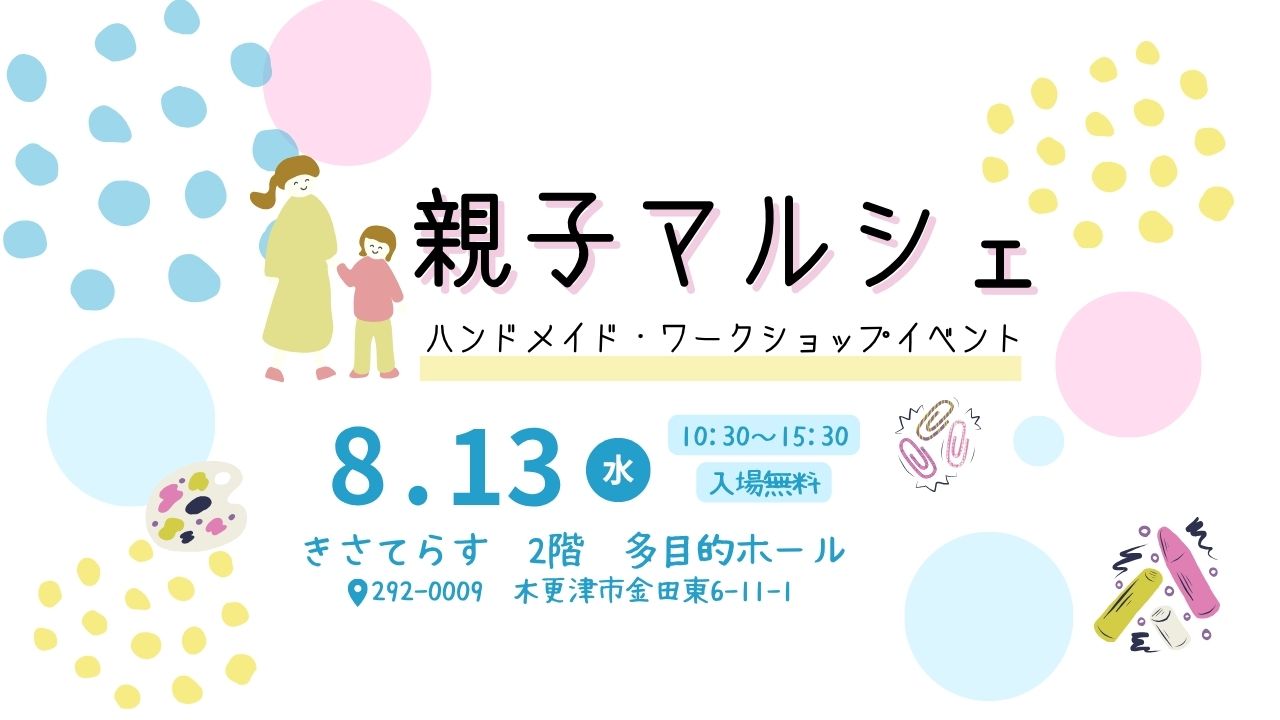 親子マルシェ
ハンドメイド・ワークショップイベント
8.13 水
10:30～15:30
入場無料
きさてらす　2階　多目的ホール
292-0009　木更津市金田東6-11-1